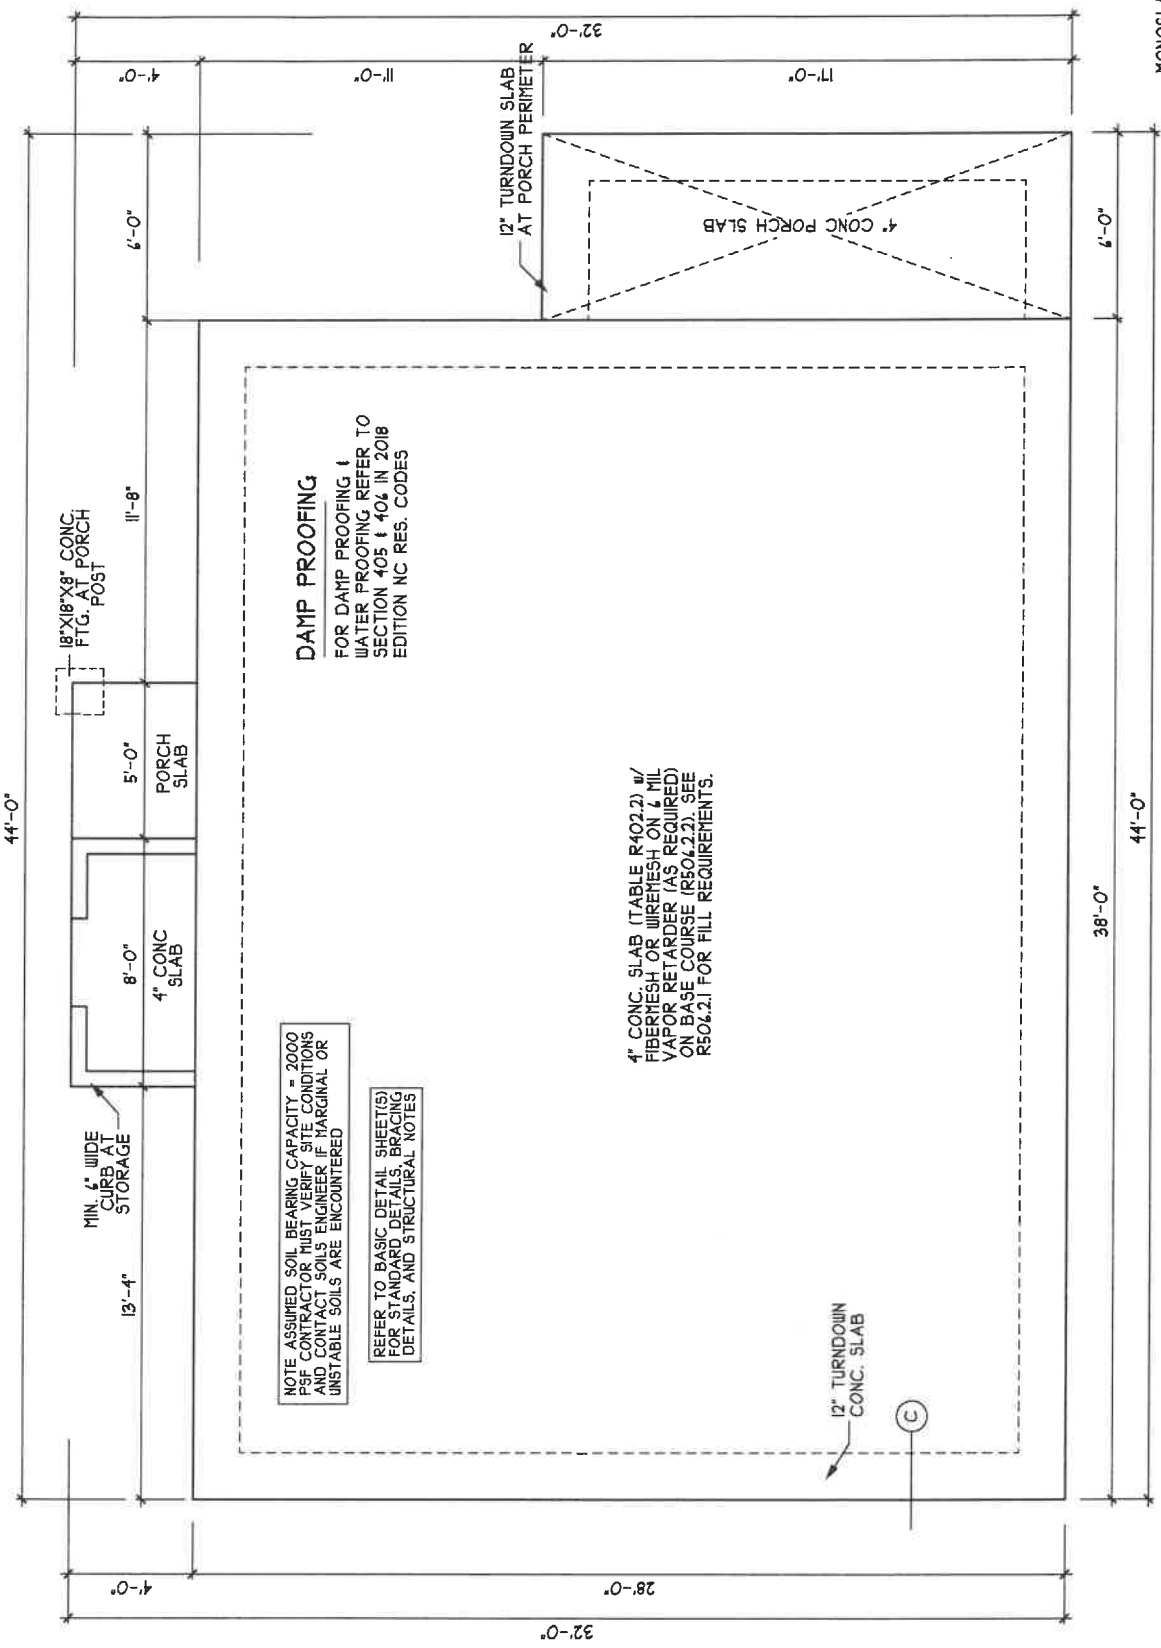 44'-0"
6'-0"
11'-8"
5'-0"
8'-0"
13'-4"
18"X18"X8" CONC.
FTG. AT PORCH
POST
PORCH
SLAB
4" CONC
SLAB
MIN. 6" WIDE
CURB AT
STORAGE
32'-0"
4'-0"
11'-0"
17'-0"
12" TURNDOWN SLAB
AT PORCH PERIMETER
4" CONC PORCH SLAB
DAMP PROOFING
FOR DAMP PROOFING &
WATER PROOFING REFER TO
SECTION 405 & 406 IN 2018
EDITION NC RES. CODES
NOTE ASSUMED SOIL BEARING CAPACITY = 2000
PSF CONTRACTOR MUST VERIFY SITE CONDITIONS
AND CONTACT SOILS ENGINEER IF MARGINAL OR
UNSTABLE SOILS ARE ENCOUNTERED
REFER TO BASIC DETAIL SHEET(S)
FOR STANDARD DETAILS, BRACING
DETAILS, AND STRUCTURAL NOTES
4" CONC. SLAB (TABLE R402.2) W/
FIBERMESH OR WIREMESH ON 6 MIL
VAPOR RETARDER (AS REQUIRED)
ON BASE COURSE (R506.2.2). SEE
R506.2.1 FOR FILL REQUIREMENTS.
12" TURNDOWN
CONC. SLAB
C
4'-0"
28'-0"
32'-0"
38'-0"
6'-0"
44'-0"